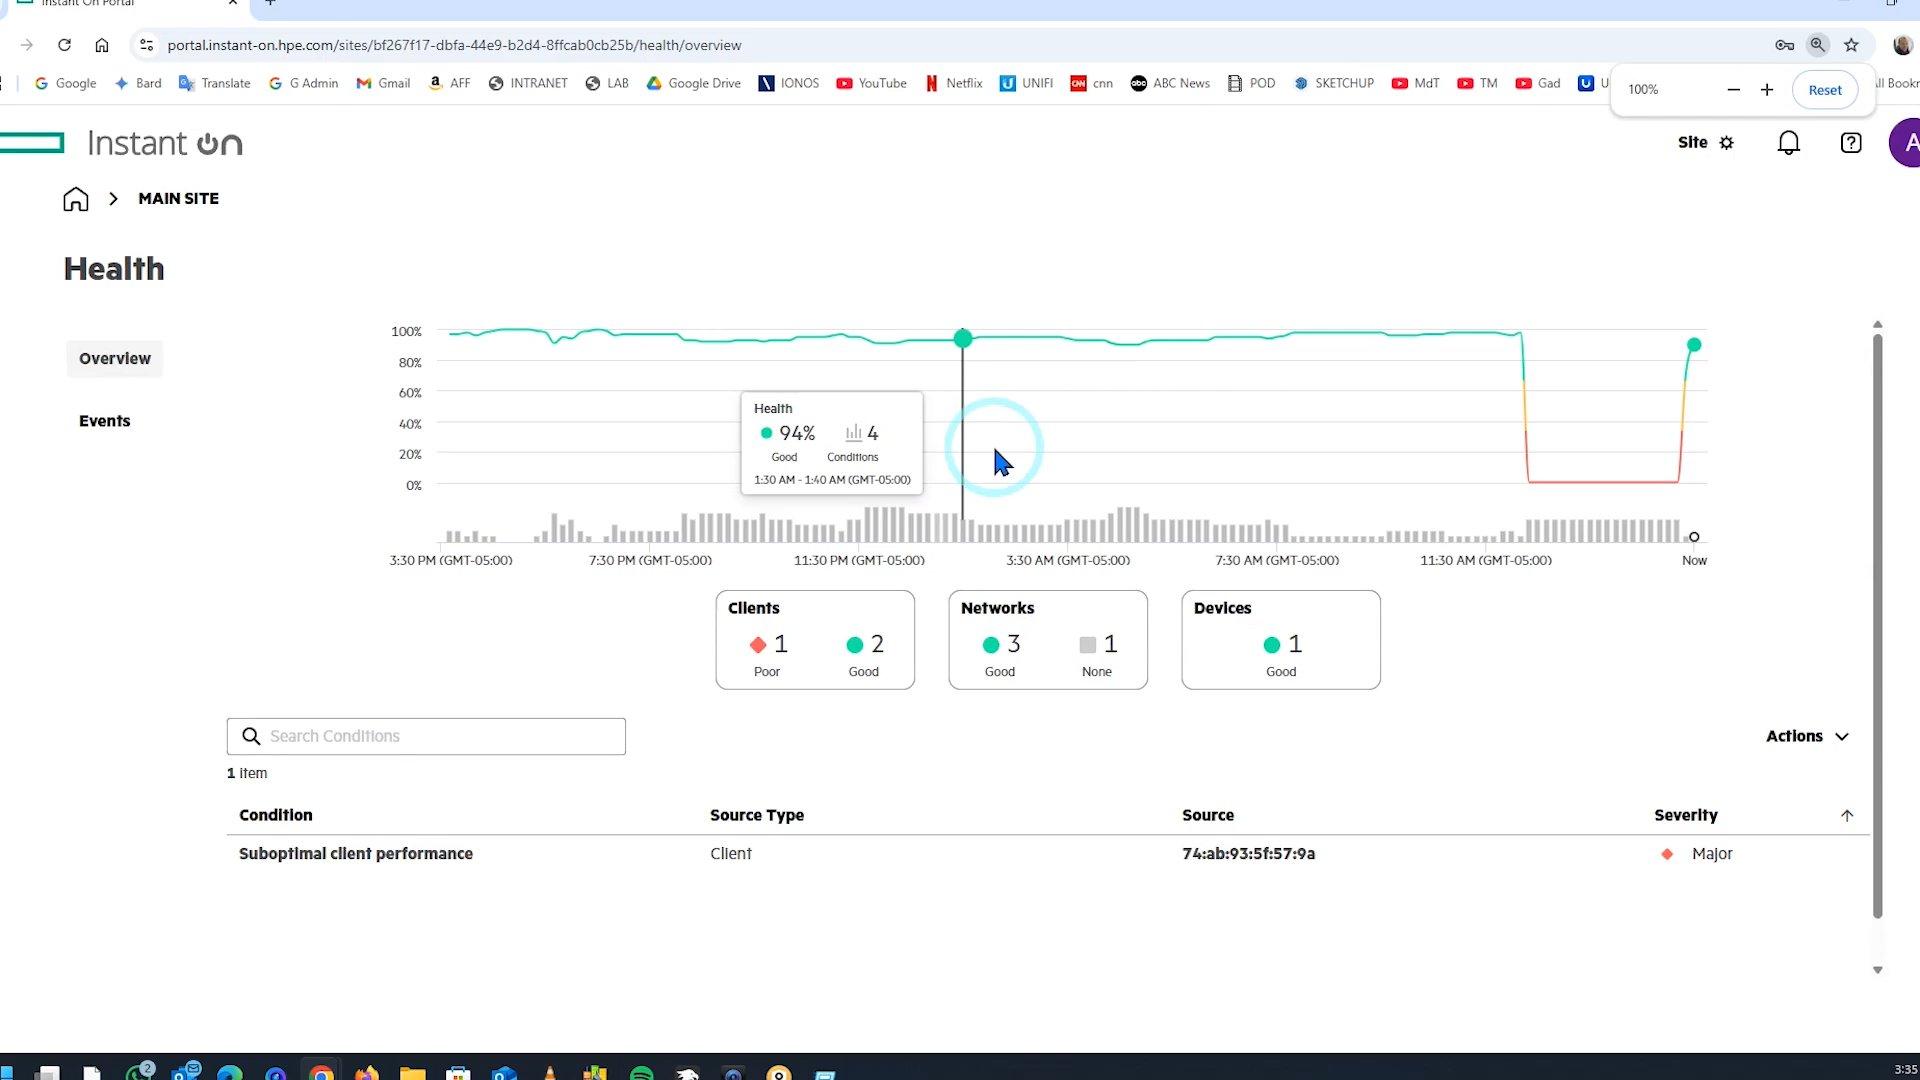 Instant On Portal
portal.instant-on.hpe.com/sites/bf267f17-dbfa-44e9-b2d4-8ffcab0cb25b/health/overview
Google Bard Translate G Admin Gmail AFF INTRANET LAB Google Drive IONOS YouTube Netflix UNIFI cnn ABC News POD SKETCHUP MdT TM Gad
100% Reset
Instant On
Site
A
MAIN SITE
Health
Overview
Events
100%
80%
60%
40%
20%
0%
Health
94% 4
Good Conditions
1:30 AM - 1:40 AM (GMT-05:00)
3:30 PM (GMT-05:00) 7:30 PM (GMT-05:00) 11:30 PM (GMT-05:00) 3:30 AM (GMT-05:00) 7:30 AM (GMT-05:00) 11:30 AM (GMT-05:00) Now
Clients Networks Devices
1 2 3 1 1
Poor Good Good None Good
Search Conditions
Actions
1 item
Condition Source Type Source Severity
Suboptimal client performance Client 74:ab:93:5f:57:9a Major
2
3:35